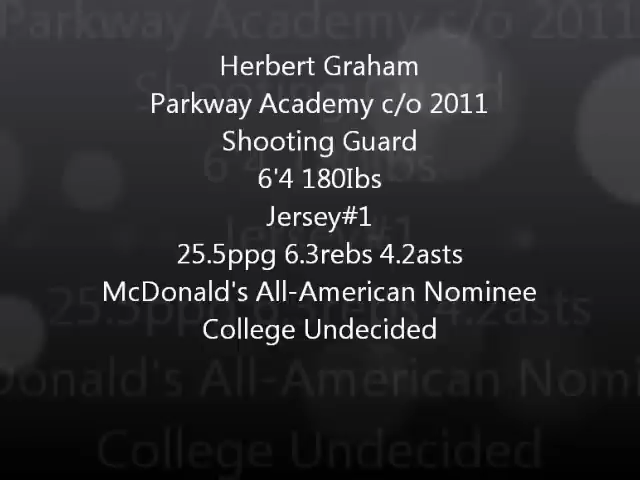 Herbert Graham
Parkway Academy c/o 2011
Shooting Guard
6'4 180Ibs
Jersey#1
25.5ppg 6.3rebs 4.2asts
McDonald's All-American Nominee
College Undecided